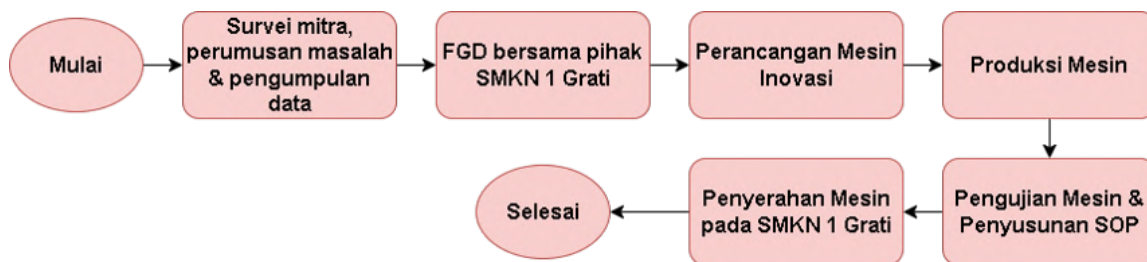 Mulai
Survei mitra,
perumusan masalah
& pengumpulan
data
FGD bersama pihak
SMKN 1 Grati
Perancangan Mesin
Inovasi
Produksi Mesin
Pengujian Mesin &
Penyusunan SOP
Penyerahan Mesin
pada SMKN 1 Grati
Selesai